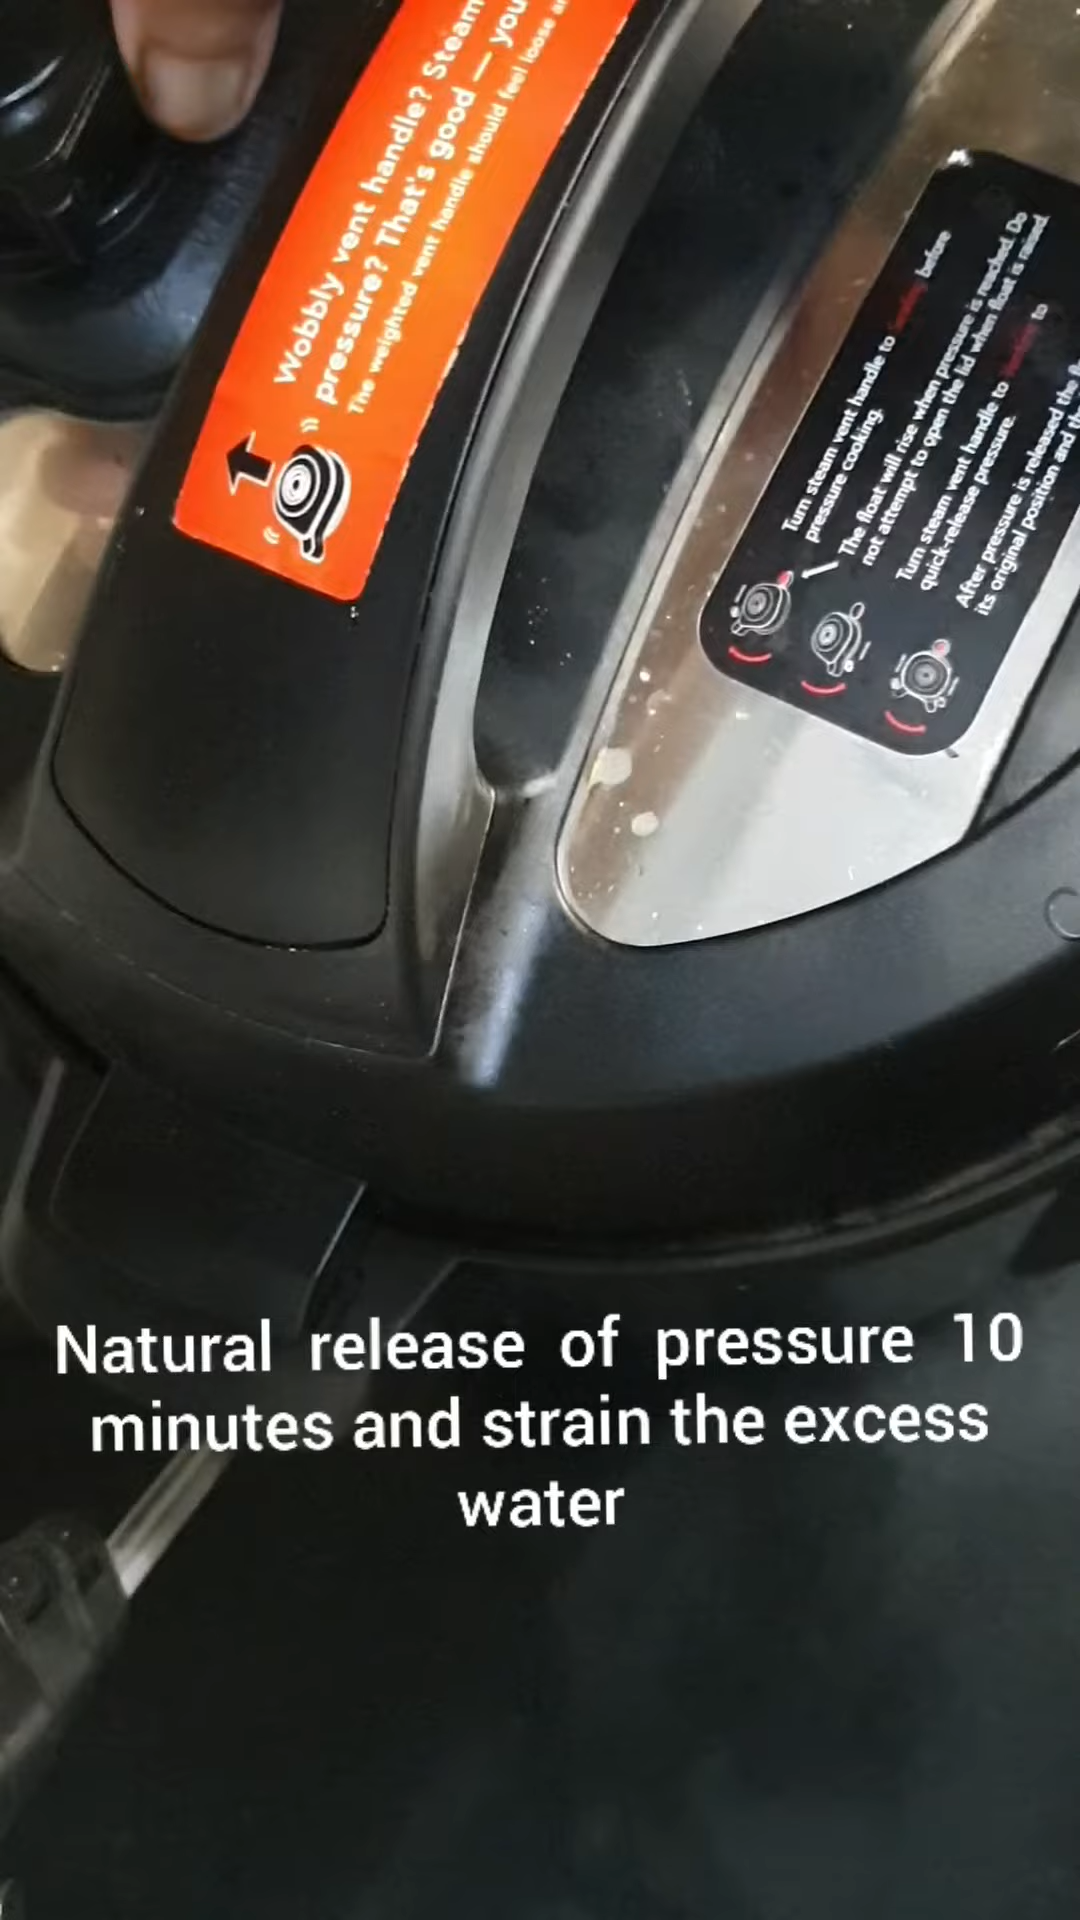 Wobbly vent handle? Steam
pressure? That's good — you
The weighted vent handle should feel loose
Turn steam vent handle to Sealing before
pressure cooking.
The float will rise when pressure is reached. Do
not attempt to open the lid when float is raised.
Turn steam vent handle to Venting to
quick-release pressure.
After pressure is released the
its original position and
Natural release of pressure 10
minutes and strain the excess
water